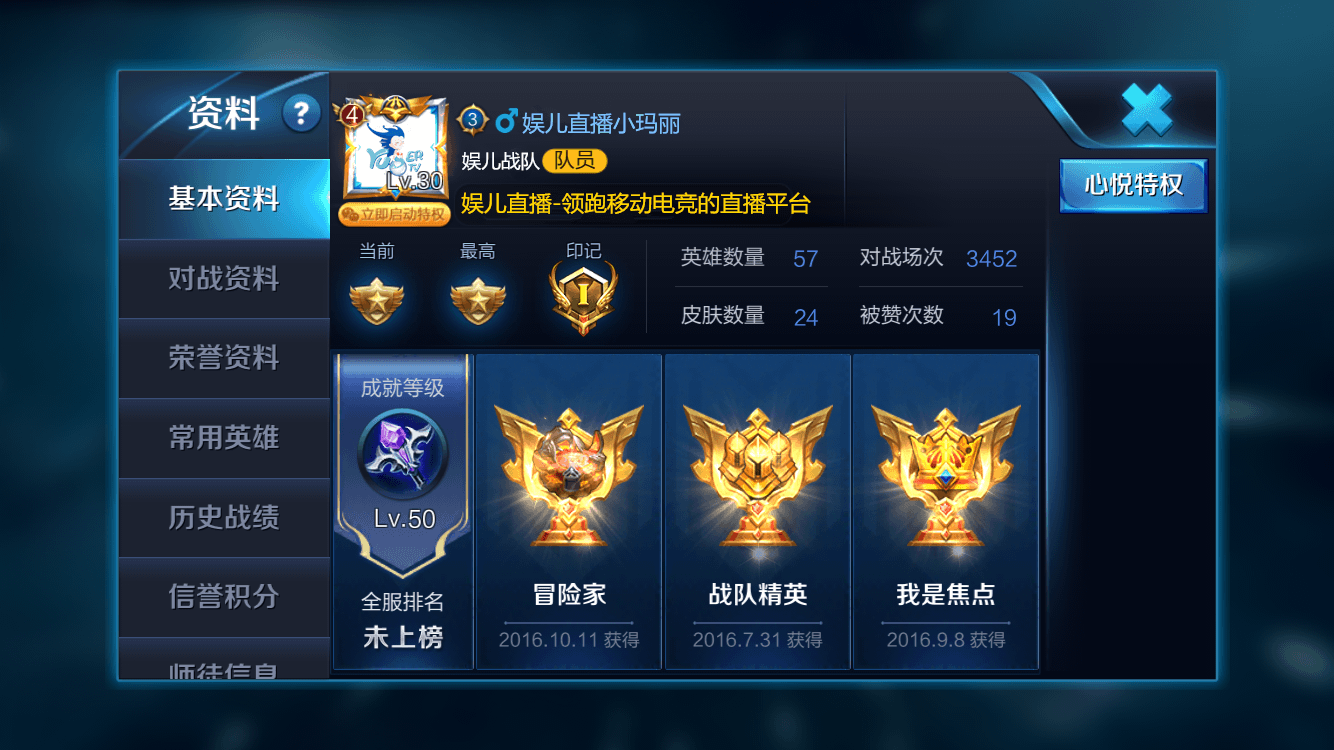 资料 ?
基本资料
对战资料
荣誉资料
常用英雄
历史战绩
信誉积分
师徒信息
4
YUERTV
Lv.30
立即启动特权
3 娱儿直播小玛丽
娱儿战队 队员
娱儿直播-领跑移动电竞的直播平台
心悦特权
当前 最高 印记
I
英雄数量 57 对战场次 3452
皮肤数量 24 被赞次数 19
成就等级
Lv.50
全服排名
未上榜
冒险家
2016.10.11 获得
战队精英
2016.7.31 获得
我是焦点
2016.9.8 获得